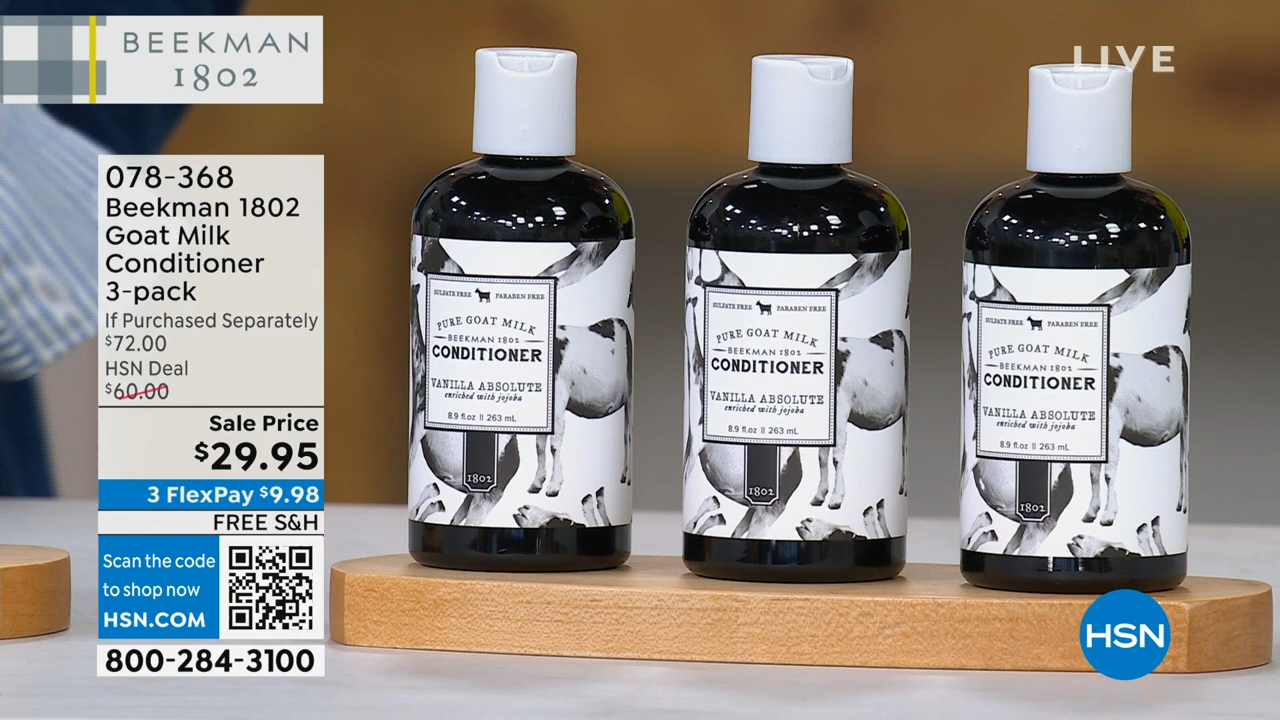 BEEKMAN
1802
LIVE
078-368
Beekman 1802
Goat Milk
Conditioner
3-pack
If Purchased Separately
$72.00
HSN Deal
$60.00
Sale Price
$29.95
3 FlexPay $9.98
FREE S&H
Scan the code
to shop now
HSN.COM
800-284-3100
SULFATE FREE PARABEN FREE
PURE GOAT MILK
BEEKMAN 1802
CONDITIONER
VANILLA ABSOLUTE
enriched with jojoba
8.9 fl.oz || 263 mL
1802
SULFATE FREE PARABEN FREE
PURE GOAT MILK
BEEKMAN 1802
CONDITIONER
VANILLA ABSOLUTE
enriched with jojoba
8.9 fl.oz || 263 mL
1802
SULFATE FREE PARABEN FREE
PURE GOAT MILK
BEEKMAN 1802
CONDITIONER
VANILLA ABSOLUTE
enriched with jojoba
8.9 fl.oz || 263 mL
1802
HSN